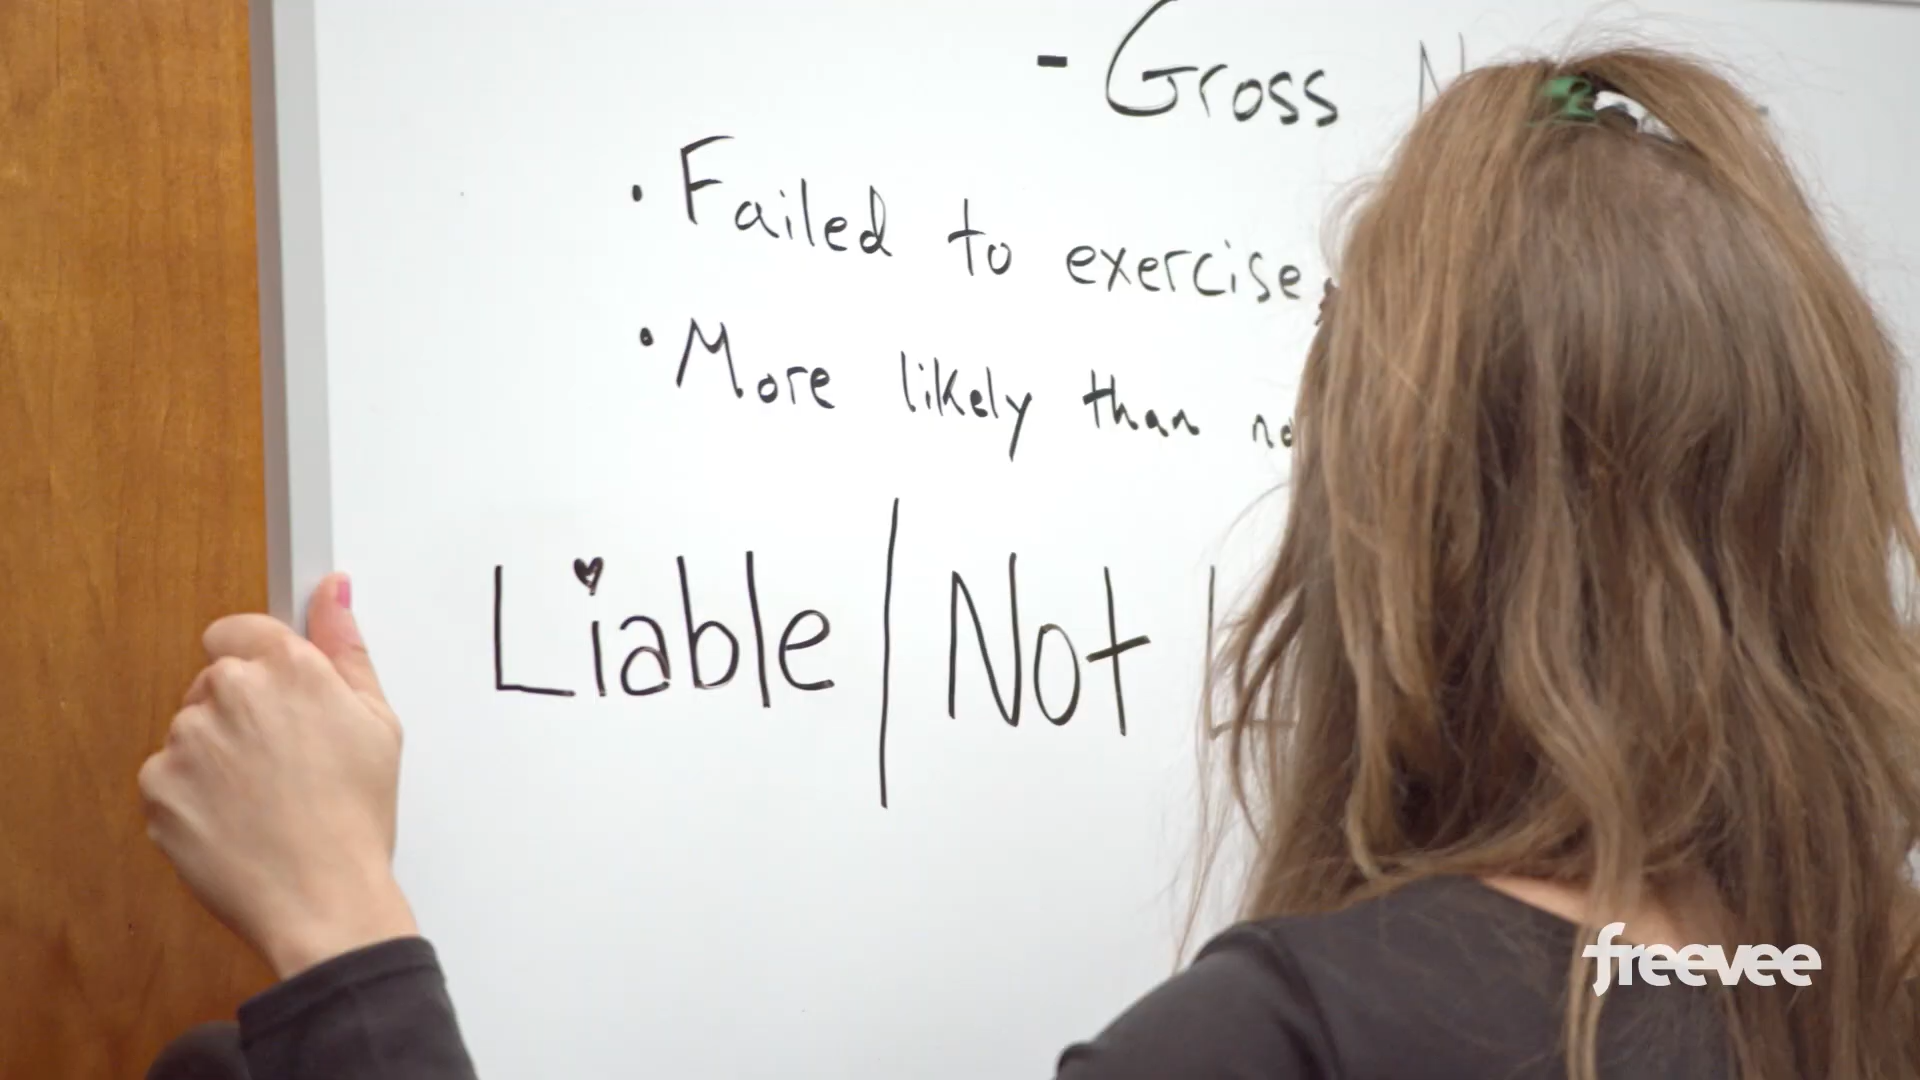 - Gross
• Failed to exercise
• More likely than
Liable | Not
freevee